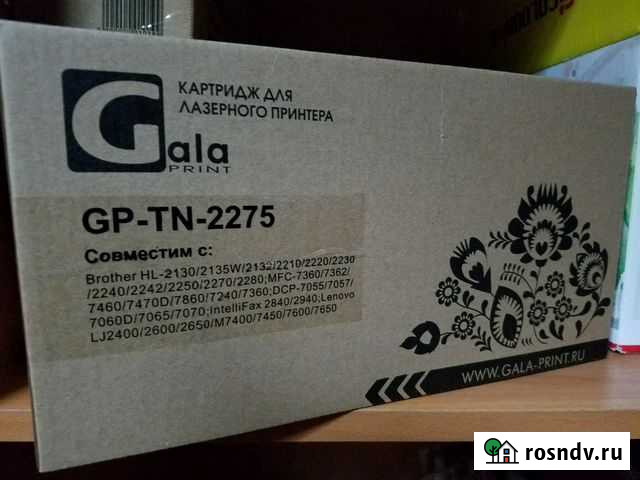 КАРТРИДЖ ДЛЯ
ЛАЗЕРНОГО ПРИНТЕРА
Gala
PRINT
GP-TN-2275
Совместим с:
Brother HL-2130/2135W/2132/2210/2220/2230
/2240/2242/2250/2270/2280;MFC-7360/7362/
7460/7470D/7860/7240/7360;DCP-7055/7057/
7060D/7065/7070;IntelliFax 2840/2940;Lenovo
LJ2400/2600/2650/M7400/7450/7600/7650
WWW.GALA-PRINT.RU
rosndv.ru